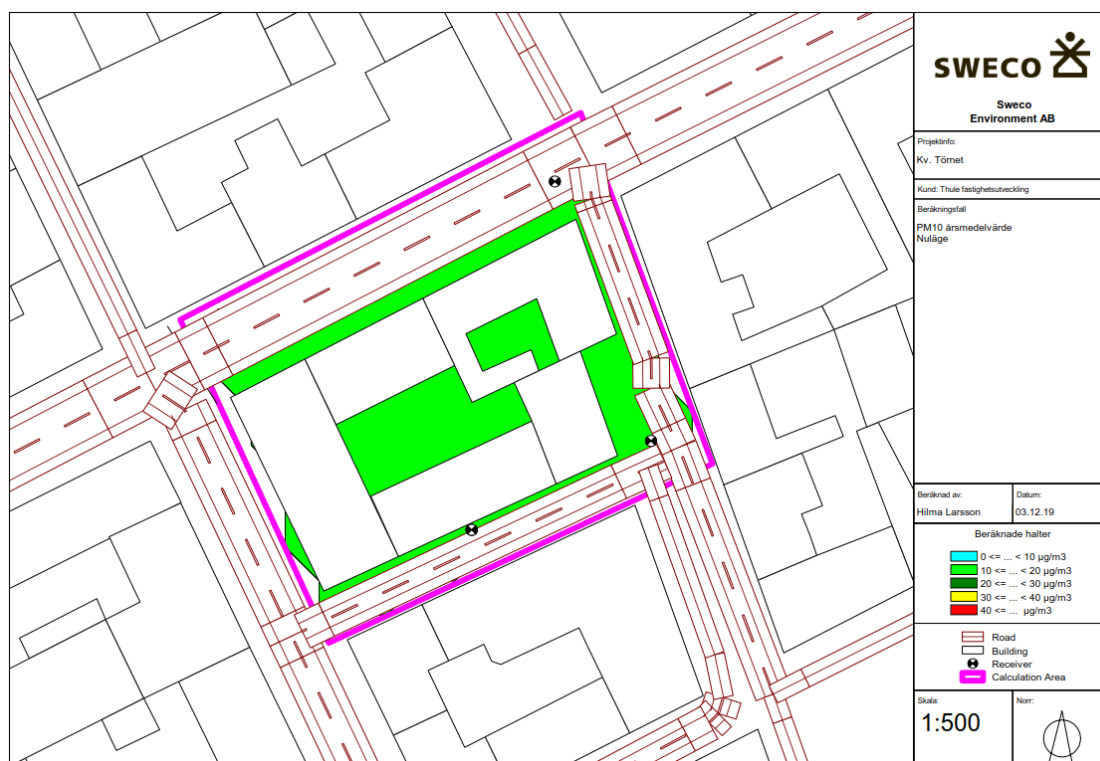 SWECO
Sweco
Environment AB
Projektinfo:
Kv. Törnet
Kund: Thule fastighetsutveckling
Beräkningsfall
PM10 årsmedelvärde
Nuläge
Beräknad av:
Hilma Larsson
Datum:
03.12.19
Beräknade halter
0 <= ... < 10 µg/m3
10 <= ... < 20 µg/m3
20 <= ... < 30 µg/m3
30 <= ... < 40 µg/m3
40 <= ... µg/m3
Road
Building
Receiver
Calculation Area
Skala:
1:500
Norr: